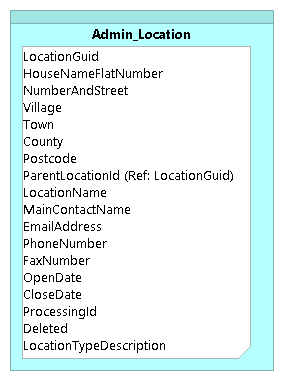 Admin_Location
LocationGuid
HouseNameFlatNumber
NumberAndStreet
Village
Town
County
Postcode
ParentLocationId (Ref: LocationGuid)
LocationName
MainContactName
EmailAddress
PhoneNumber
FaxNumber
OpenDate
CloseDate
ProcessingId
Deleted
LocationTypeDescription